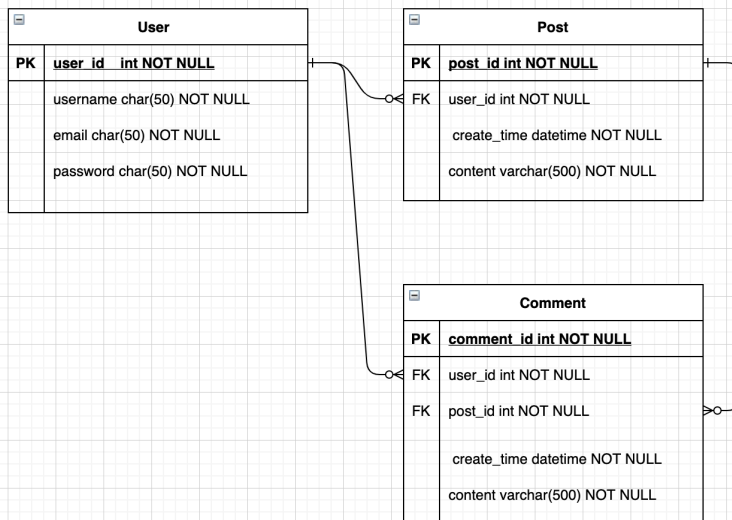 User
PK user_id int NOT NULL
username char(50) NOT NULL
email char(50) NOT NULL
password char(50) NOT NULL
Post
PK post_id int NOT NULL
FK user_id int NOT NULL
create_time datetime NOT NULL
content varchar(500) NOT NULL
Comment
PK comment_id int NOT NULL
FK user_id int NOT NULL
FK post_id int NOT NULL
create_time datetime NOT NULL
content varchar(500) NOT NULL